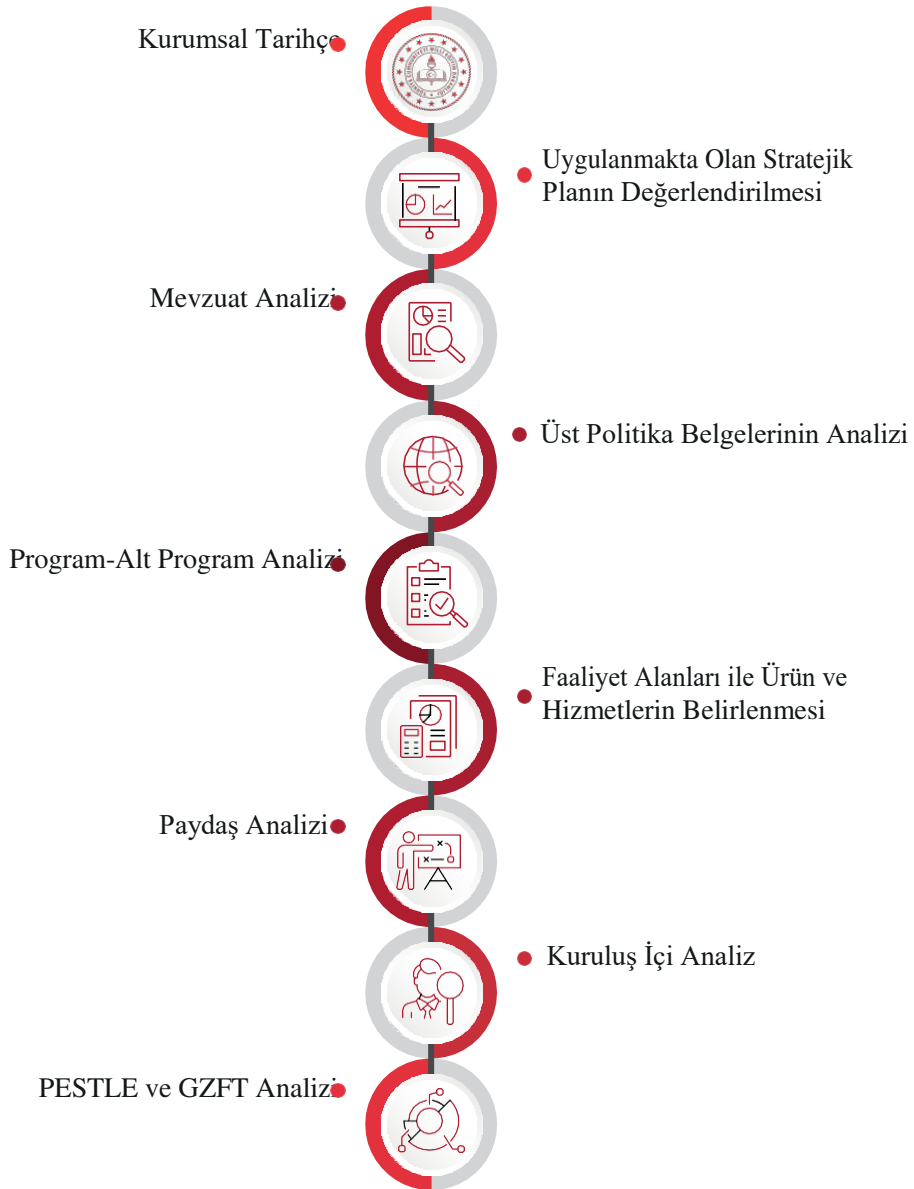 Kurumsal Tarihçe
Uygulanmakta Olan Stratejik
Planın Değerlendirilmesi
Mevzuat Analizi
Üst Politika Belgelerinin Analizi
Program-Alt Program Analizi
Faaliyet Alanları ile Ürün ve
Hizmetlerin Belirlenmesi
Paydaş Analizi
Kuruluş İçi Analiz
PESTLE ve GZFT Analizi